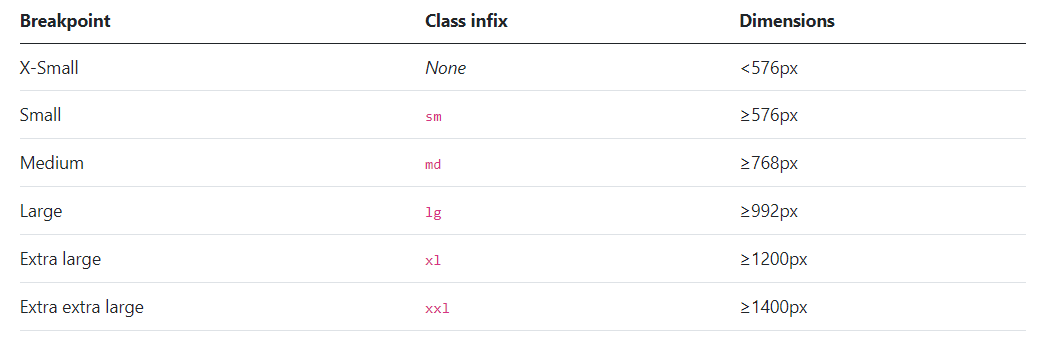 Breakpoint Class infix Dimensions
X-Small None <576px
Small sm ≥576px
Medium md ≥768px
Large lg ≥992px
Extra large xl ≥1200px
Extra extra large xxl ≥1400px